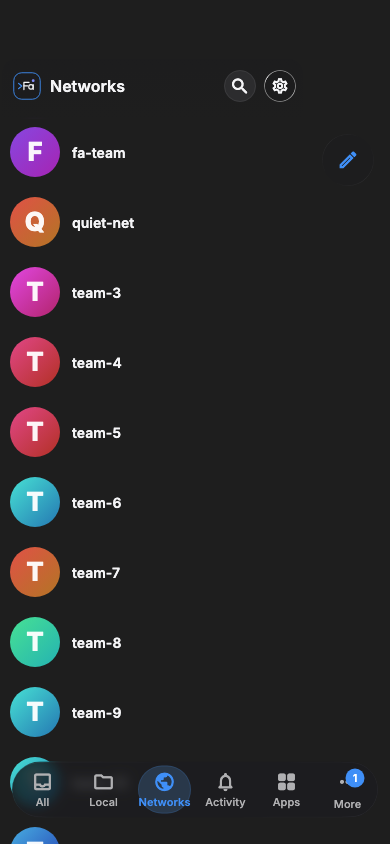 >Fa
Networks
F
fa-team
Q
quiet-net
T
team-3
T
team-4
T
team-5
T
team-6
T
team-7
T
team-8
T
team-9
1
All
Local
Networks
Activity
Apps
More